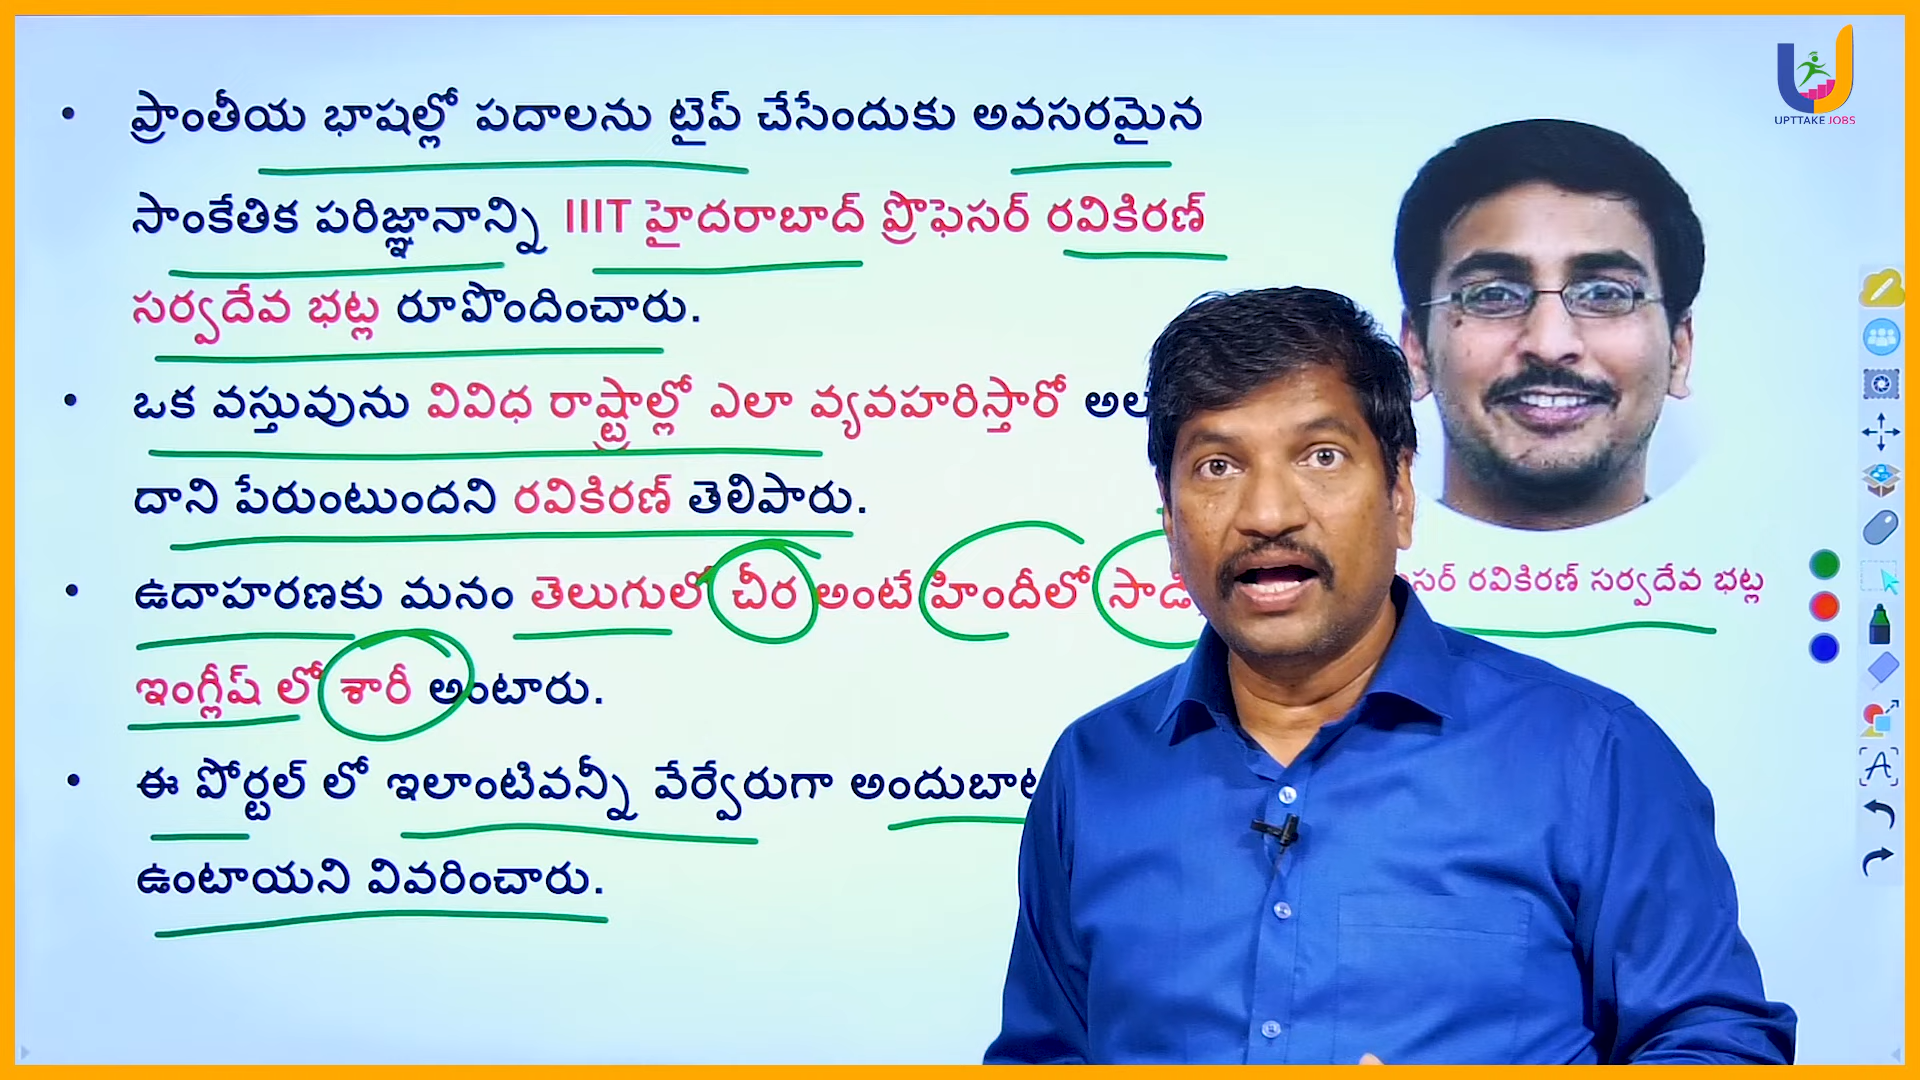 UPTTAKE JOBS
• ప్రాంతీయ భాషల్లో పదాలను టైప్ చేసేందుకు అవసరమైన
సాంకేతిక పరిజ్ఞానాన్ని IIIT హైదరాబాద్ ప్రొఫెసర్ రవికిరణ్
సర్వదేవ భట్ల రూపొందించారు.
• ఒక వస్తువును వివిధ రాష్ట్రాల్లో ఎలా వ్యవహరిస్తారో
దాని పేరుంటుందని రవికిరణ్ తెలిపారు.
• ఉదాహరణకు మనం తెలుగులో చీర అంటే హిందీలో
ఇంగ్లీష్ లో శారీ అంటారు.
• ఈ పోర్టల్ లో ఇలాంటివన్నీ వేర్వేరుగా
ఉంటాయని వివరించారు.
రవికిరణ్ సర్వదేవ భట్ల